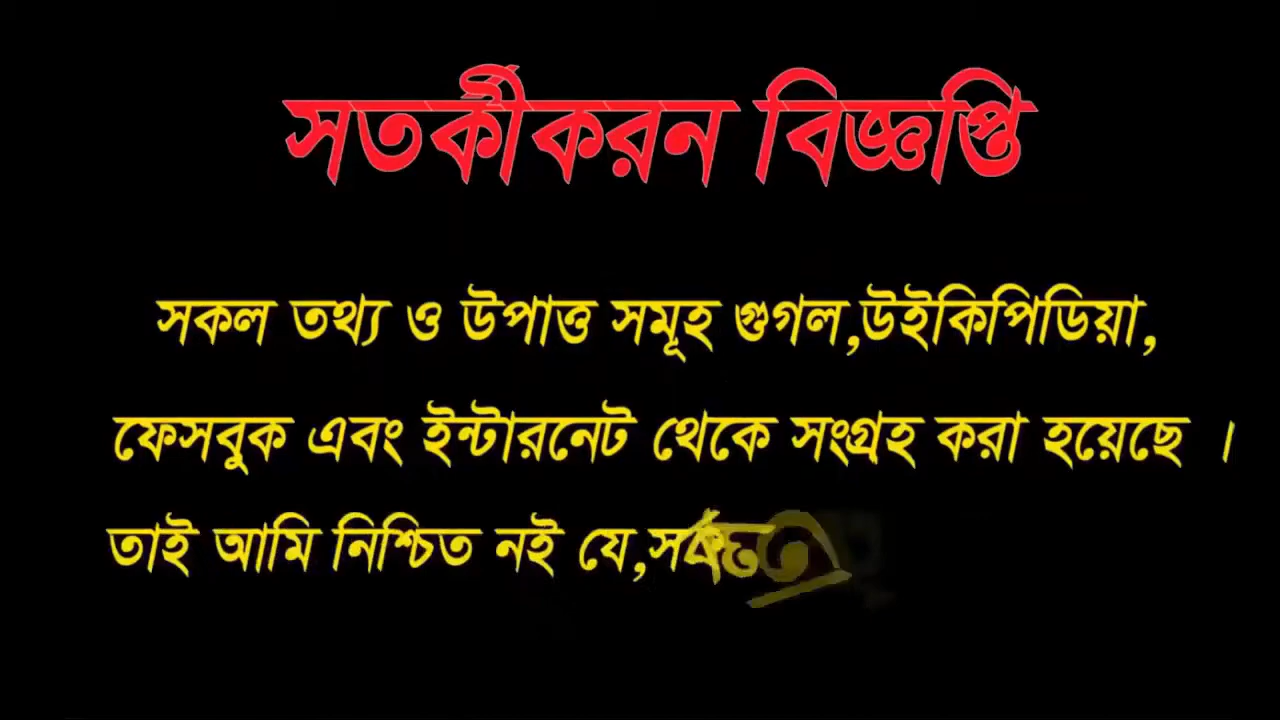 সতর্কীকরন বিজ্ঞপ্তি
সকল তথ্য ও উপাত্ত সমূহ গুগল,উইকিপিডিয়া,
ফেসবুক এবং ইন্টারনেট থেকে সংগ্রহ করা হয়েছে ।
তাই আমি নিশ্চিত নই যে,